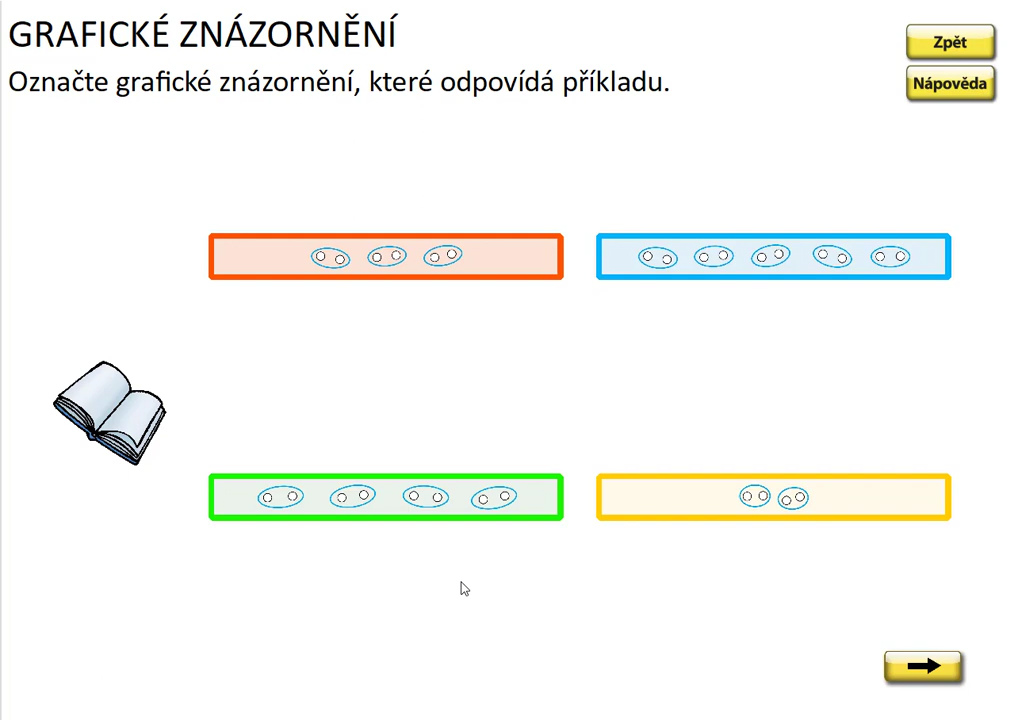 GRAFICKÉ ZNÁZORNĚNÍ
Zpět
Označte grafické znázornění, které odpovídá příkladu.
Nápověda